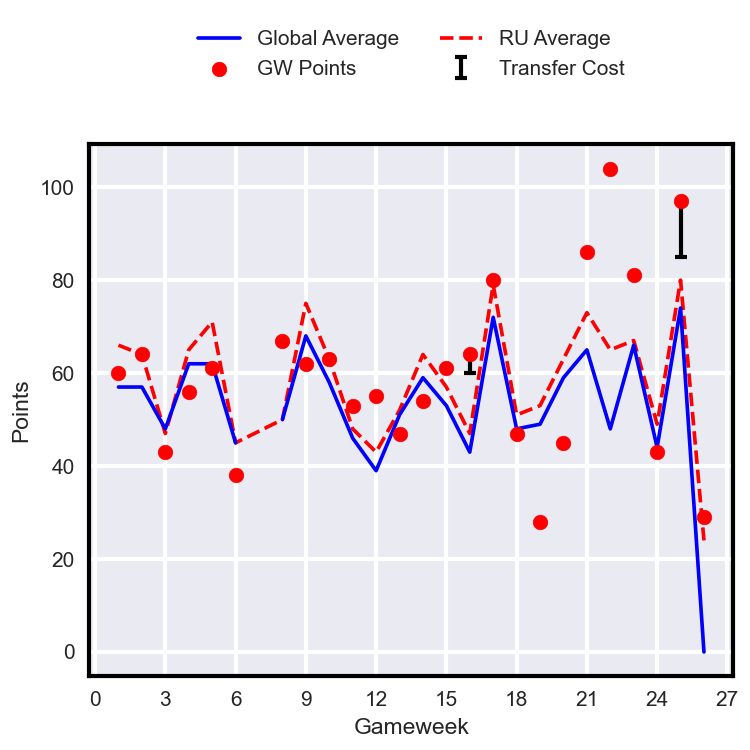 Global Average
RU Average
GW Points
Transfer Cost
100
80
60
40
20
0
Points
0 3 6 9 12 15 18 21 24 27
Gameweek